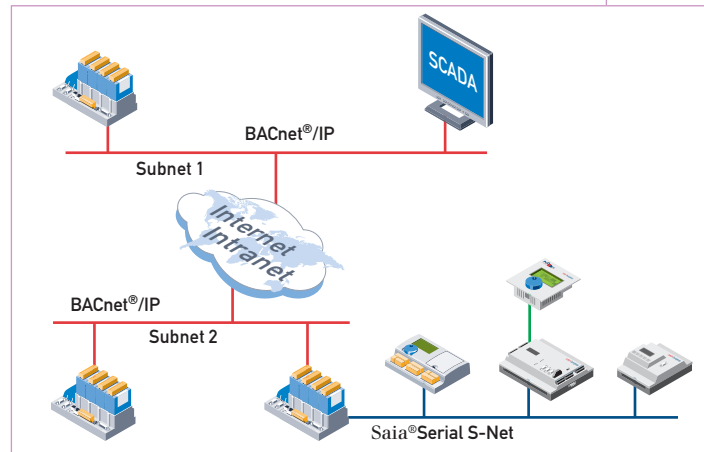 SCADA
BACnet®/IP
Subnet 1
Internet
Intranet
BACnet®/IP
Subnet 2
Saia®Serial S-Net